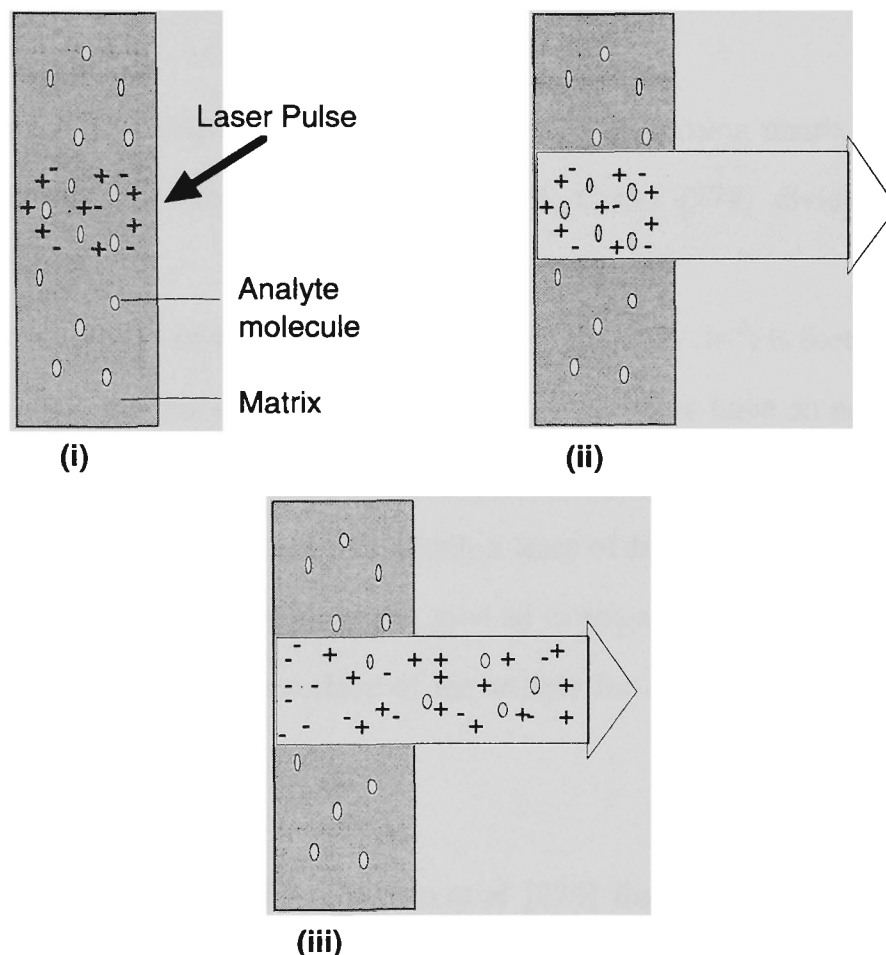 Laser Pulse
Analyte
molecule
Matrix
(i)
(ii)
(iii)